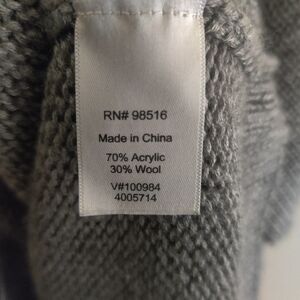 RN# 98516
Made in China
70% Acrylic
30% Wool
V#100984
4005714